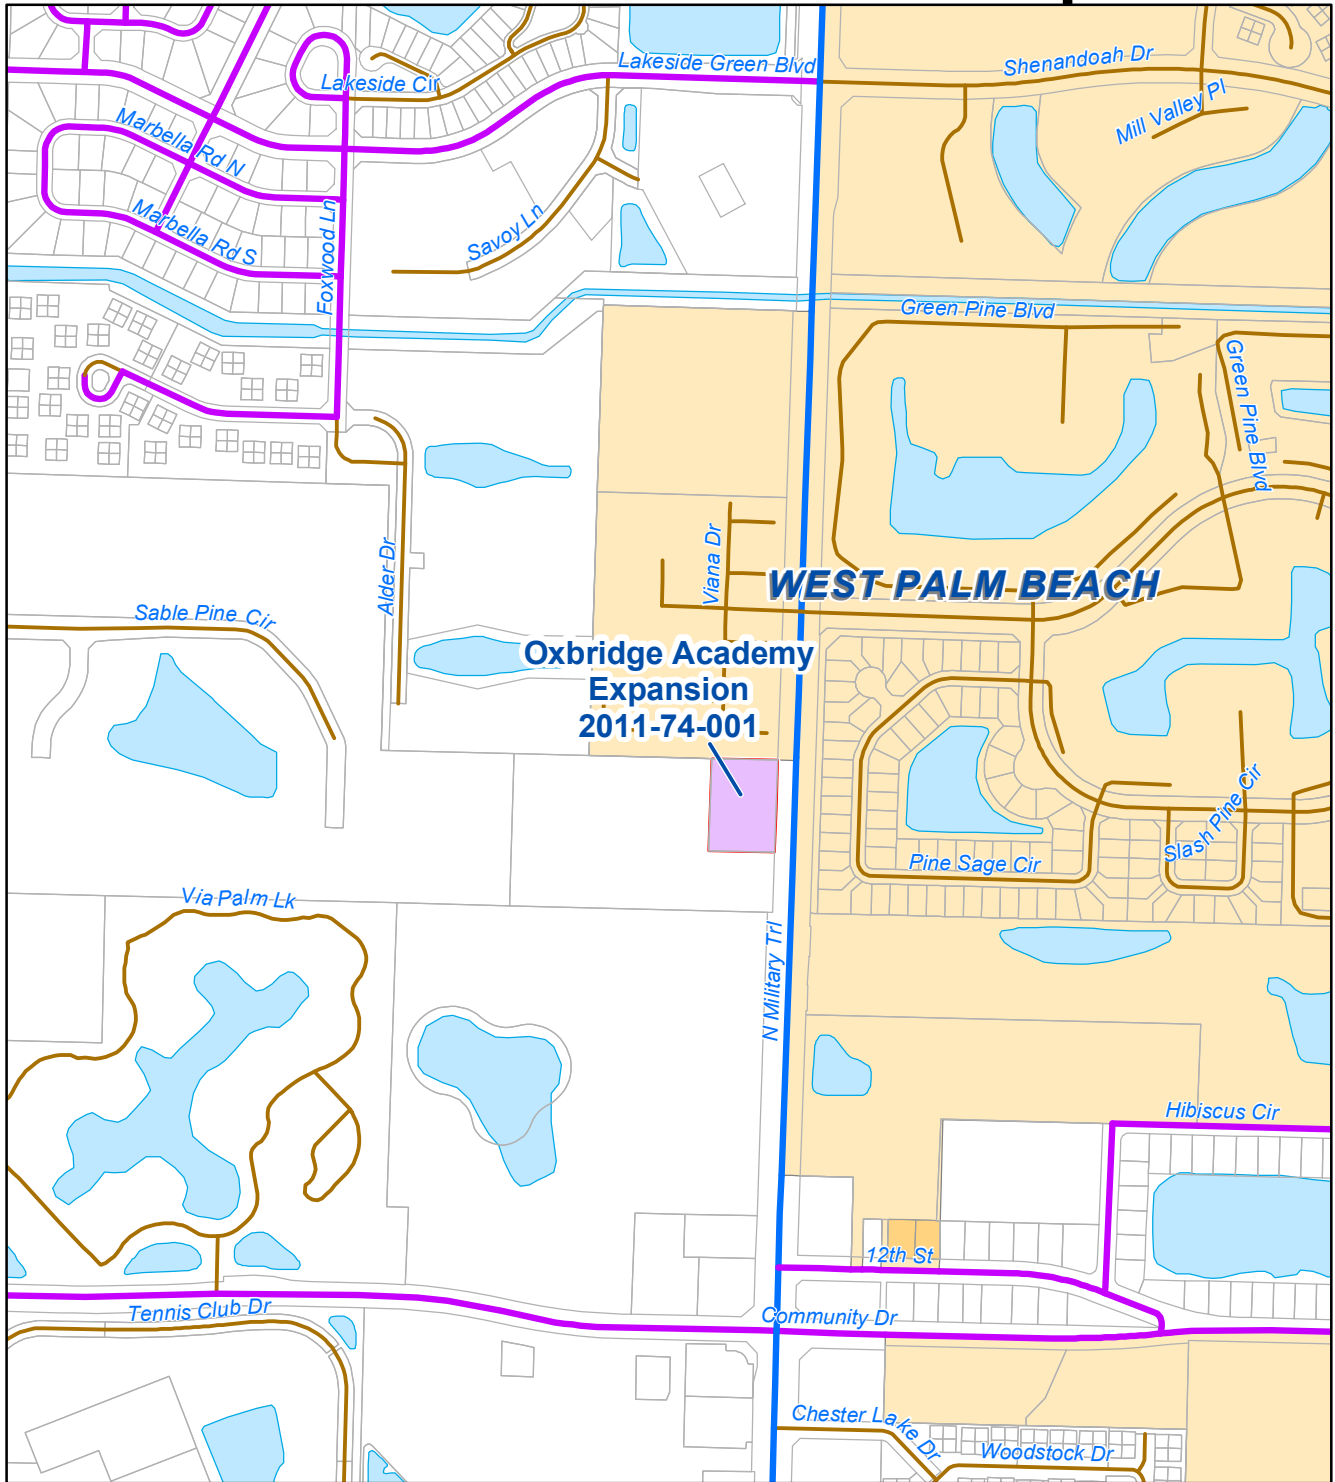 Lakeside Green Blvd
Shenandoah Dr
Lakeside Cir
Mill Valley Pl
Marbella Rd N
Marbella Rd S
Foxwood Ln
Savoy Ln
Green Pine Blvd
Green Pine Blvd
Viana Dr
Alder Dr
WEST PALM BEACH
Sable Pine Cir
Oxbridge Academy
Expansion
2011-74-001
Slash Pine Cir
Pine Sage Cir
Via Palm Lk
N Military Trl
Hibiscus Cir
12th St
Tennis Club Dr
Community Dr
Chester Lake Dr
Woodstock Dr